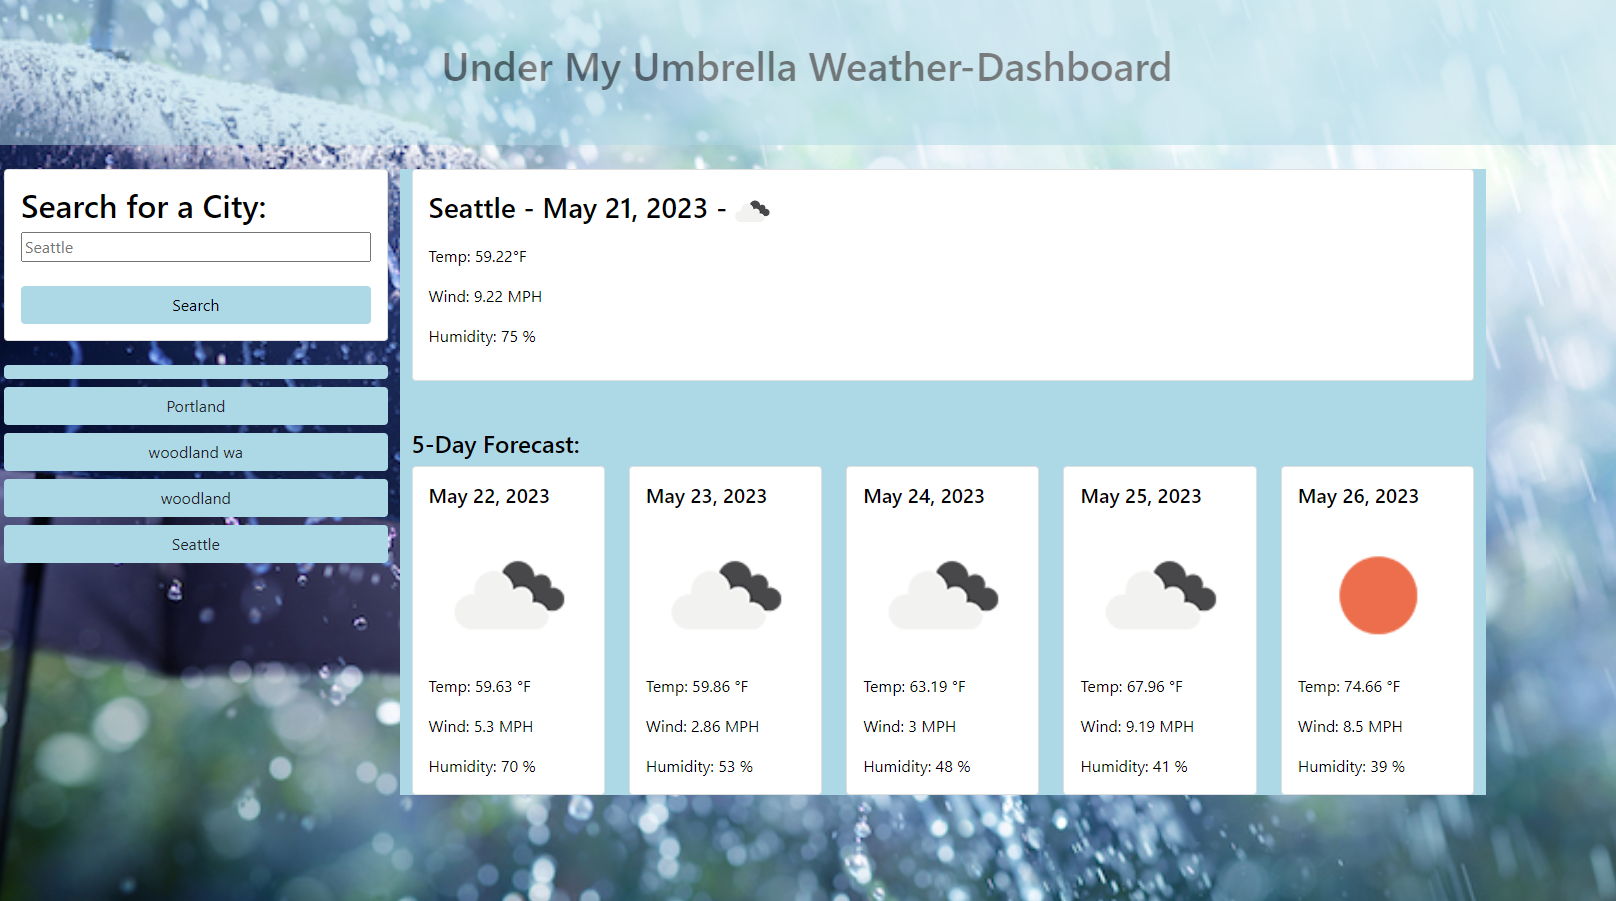 Under My Umbrella Weather-Dashboard
Search for a City:
Seattle
Search
Portland
woodland wa
woodland
Seattle
Seattle - May 21, 2023 -
Temp: 59.22°F
Wind: 9.22 MPH
Humidity: 75 %
5-Day Forecast:
May 22, 2023
Temp: 59.63 °F
Wind: 5.3 MPH
Humidity: 70 %
May 23, 2023
Temp: 59.86 °F
Wind: 2.86 MPH
Humidity: 53 %
May 24, 2023
Temp: 63.19 °F
Wind: 3 MPH
Humidity: 48 %
May 25, 2023
Temp: 67.96 °F
Wind: 9.19 MPH
Humidity: 41 %
May 26, 2023
Temp: 74.66 °F
Wind: 8.5 MPH
Humidity: 39 %